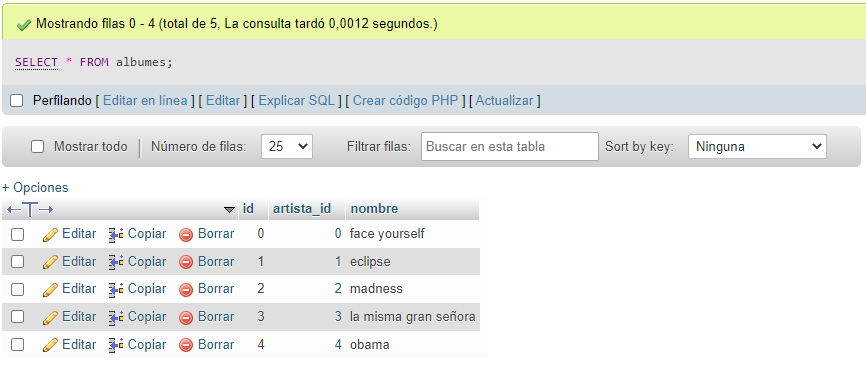 Mostrando filas 0 - 4 (total de 5, La consulta tardó 0,0012 segundos.)
SELECT * FROM albumes;
Perfilando [ Editar en línea ] [ Editar ] [ Explicar SQL ] [ Crear código PHP ] [ Actualizar ]
Mostrar todo Número de filas: 25 Filtrar filas: Buscar en esta tabla Sort by key: Ninguna
+ Opciones
←T→ id artista_id nombre
Editar Copiar Borrar 0 0 face yourself
Editar Copiar Borrar 1 1 eclipse
Editar Copiar Borrar 2 2 madness
Editar Copiar Borrar 3 3 la misma gran señora
Editar Copiar Borrar 4 4 obama